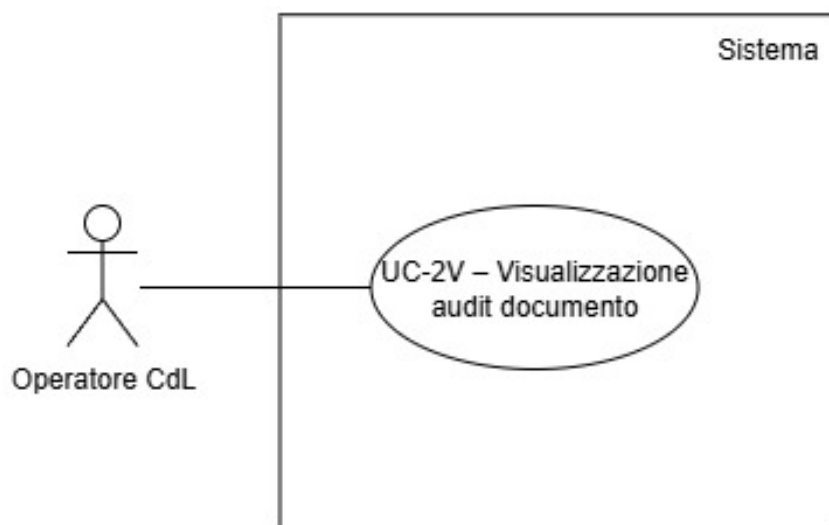 Sistema
UC-2V – Visualizzazione
audit documento
Operatore CdL